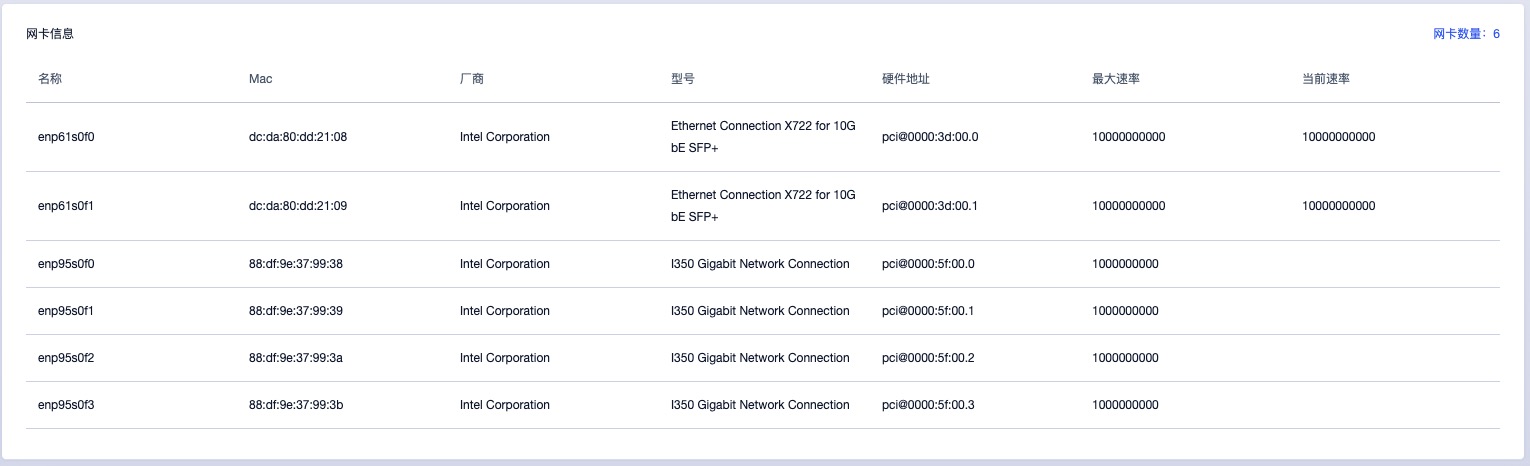 网卡信息 网卡数量：6
名称 Mac 厂商 型号 硬件地址 最大速率 当前速率
enp61s0f0 dc:da:80:dd:21:08 Intel Corporation Ethernet Connection X722 for 10G pci@0000:3d:00.0 10000000000 10000000000
bE SFP+
enp61s0f1 dc:da:80:dd:21:09 Intel Corporation Ethernet Connection X722 for 10G pci@0000:3d:00.1 10000000000 10000000000
bE SFP+
enp95s0f0 88:df:9e:37:99:38 Intel Corporation I350 Gigabit Network Connection pci@0000:5f:00.0 1000000000
enp95s0f1 88:df:9e:37:99:39 Intel Corporation I350 Gigabit Network Connection pci@0000:5f:00.1 1000000000
enp95s0f2 88:df:9e:37:99:3a Intel Corporation I350 Gigabit Network Connection pci@0000:5f:00.2 1000000000
enp95s0f3 88:df:9e:37:99:3b Intel Corporation I350 Gigabit Network Connection pci@0000:5f:00.3 1000000000